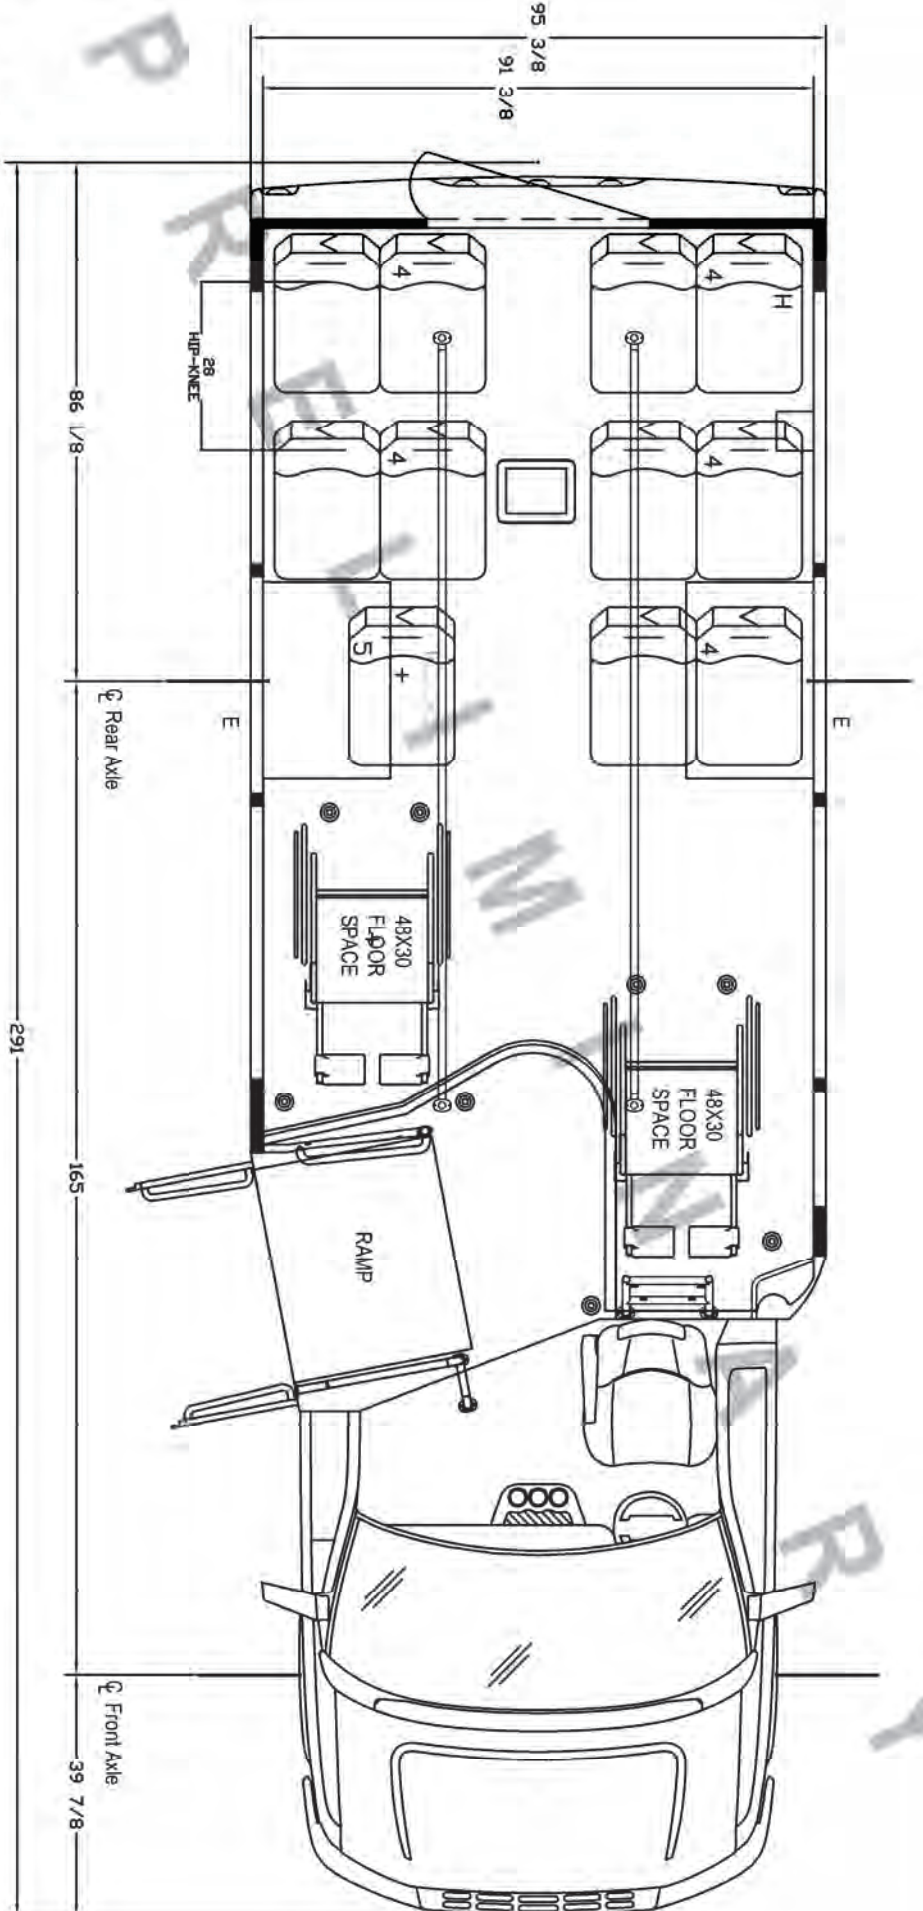 PRELIMINARY
95 3/8
91 3/8
4
H
4
28
HIP-KNEE
4
4
86 1/8
4
5
+
E
E
℄ Rear Axle
48X30
FLOOR
SPACE
48X30
FLOOR
SPACE
291
165
RAMP
℄ Front Axle
39 7/8